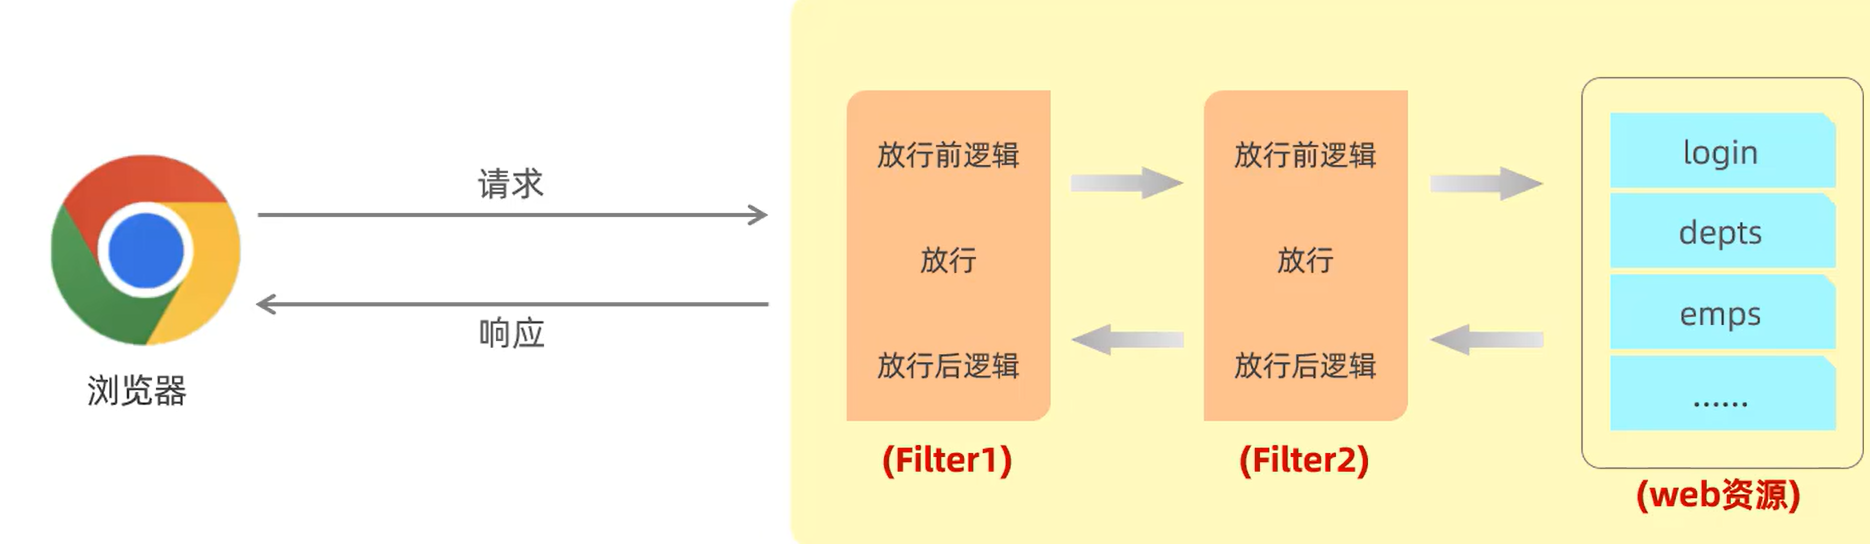 请求
响应
浏览器
放行前逻辑
放行
放行后逻辑
(Filter1)
放行前逻辑
放行
放行后逻辑
(Filter2)
login
depts
emps
......
(web资源)